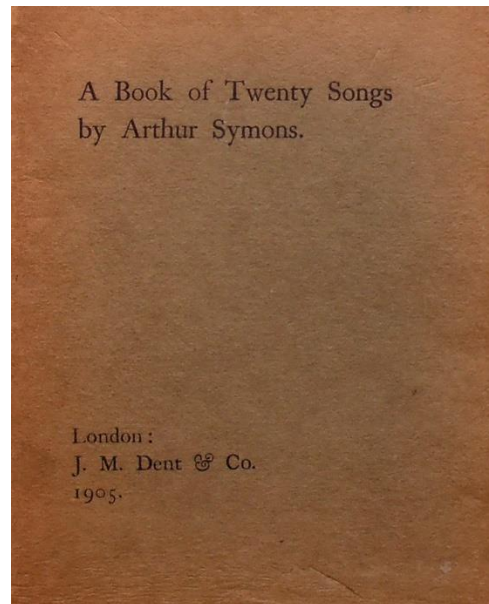 A Book of Twenty Songs
by Arthur Symons.
London:
J. M. Dent & Co.
1905.